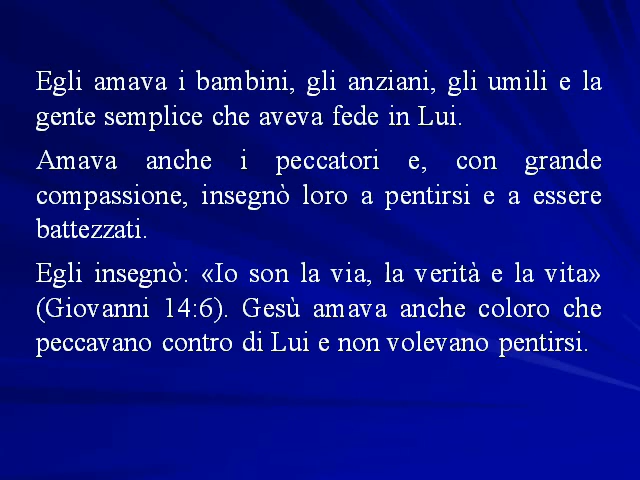 Egli amava i bambini, gli anziani, gli umili e la
gente semplice che aveva fede in Lui.
Amava anche i peccatori e, con grande
compassione, insegnò loro a pentirsi e a essere
battezzati.
Egli insegnò: «Io son la via, la verità e la vita»
(Giovanni 14:6). Gesù amava anche coloro che
peccavano contro di Lui e non volevano pentirsi.